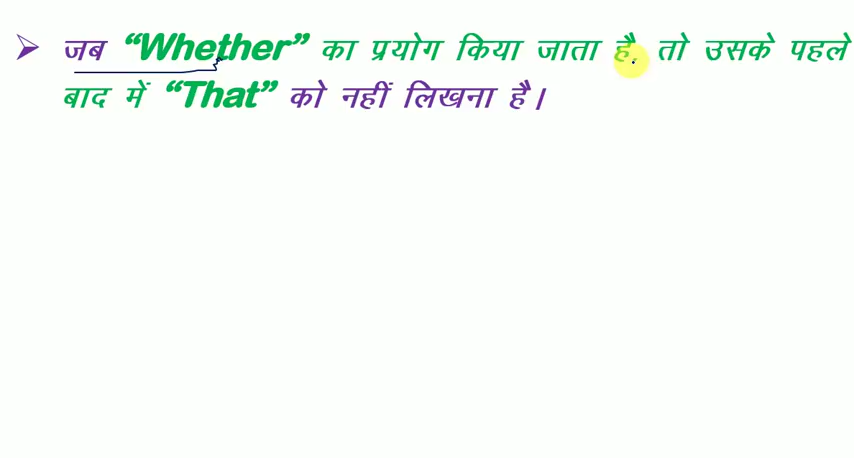 जब “Whether” का प्रयोग किया जाता है, तो उसके पहले
बाद में “That” को नहीं लिखना है।